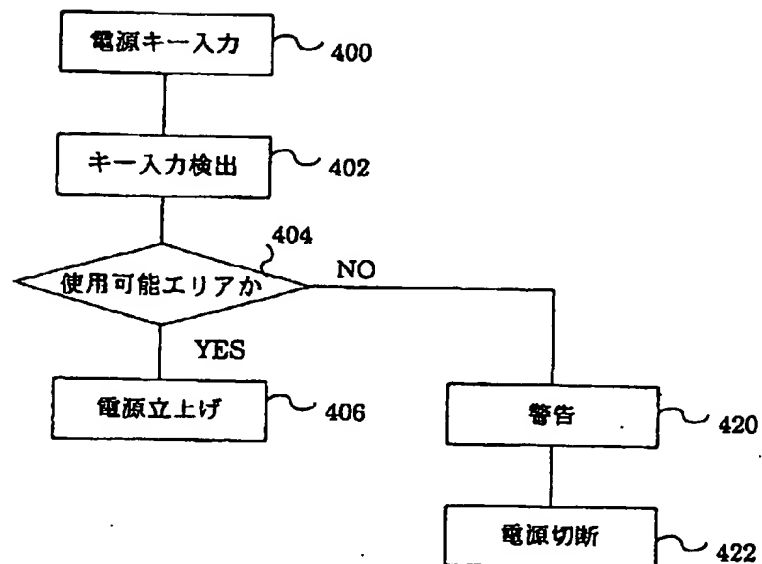 電源キー入力
400
キー入力検出
402
404
使用可能エリアか
NO
YES
電源立上げ
406
警告
420
電源切断
422